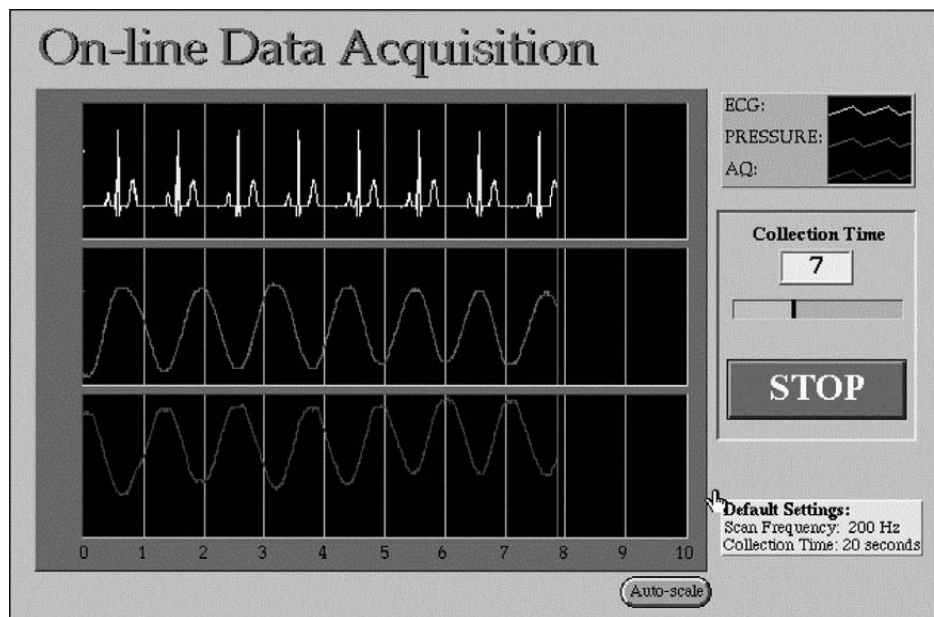 On-line Data Acquisition
ECG:
PRESSURE:
AQ:
Collection Time
7
STOP
Default Settings:
Scan Frequency: 200 Hz
Collection Time: 20 seconds
0 1 2 3 4 5 6 7 8 9 10
Auto-scale